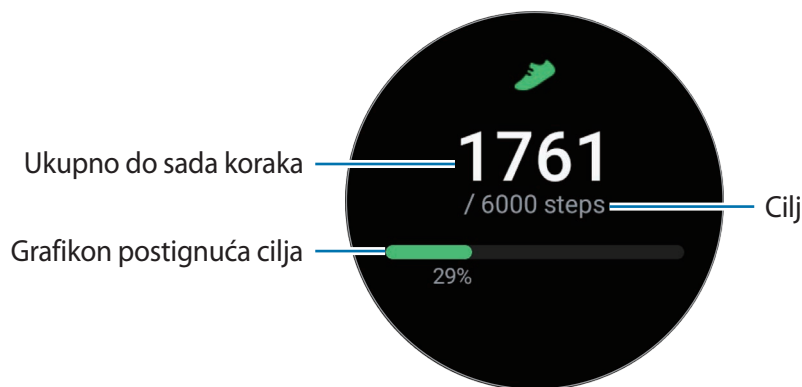 1761
Ukupno do sada koraka
/ 6000 steps
Cilj
Grafikon postignuća cilja
29%